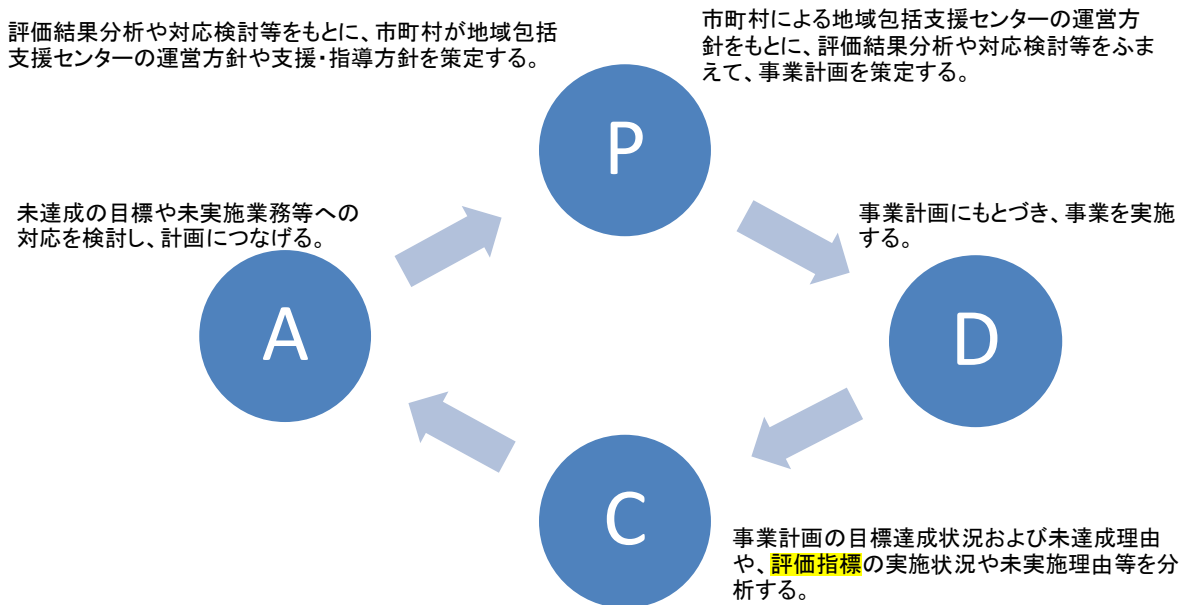 評価結果分析や対応検討等をもとに、市町村が地域包括
支援センターの運営方針や支援・指導方針を策定する。
市町村による地域包括支援センターの運営方
針をもとに、評価結果分析や対応検討等をふま
えて、事業計画を策定する。
P
未達成の目標や未実施業務等への
対応を検討し、計画につなげる。
事業計画にもとづき、事業を実施
する。
A
D
C
事業計画の目標達成状況および未達成理由
や、評価指標の実施状況や未実施理由等を分
析する。